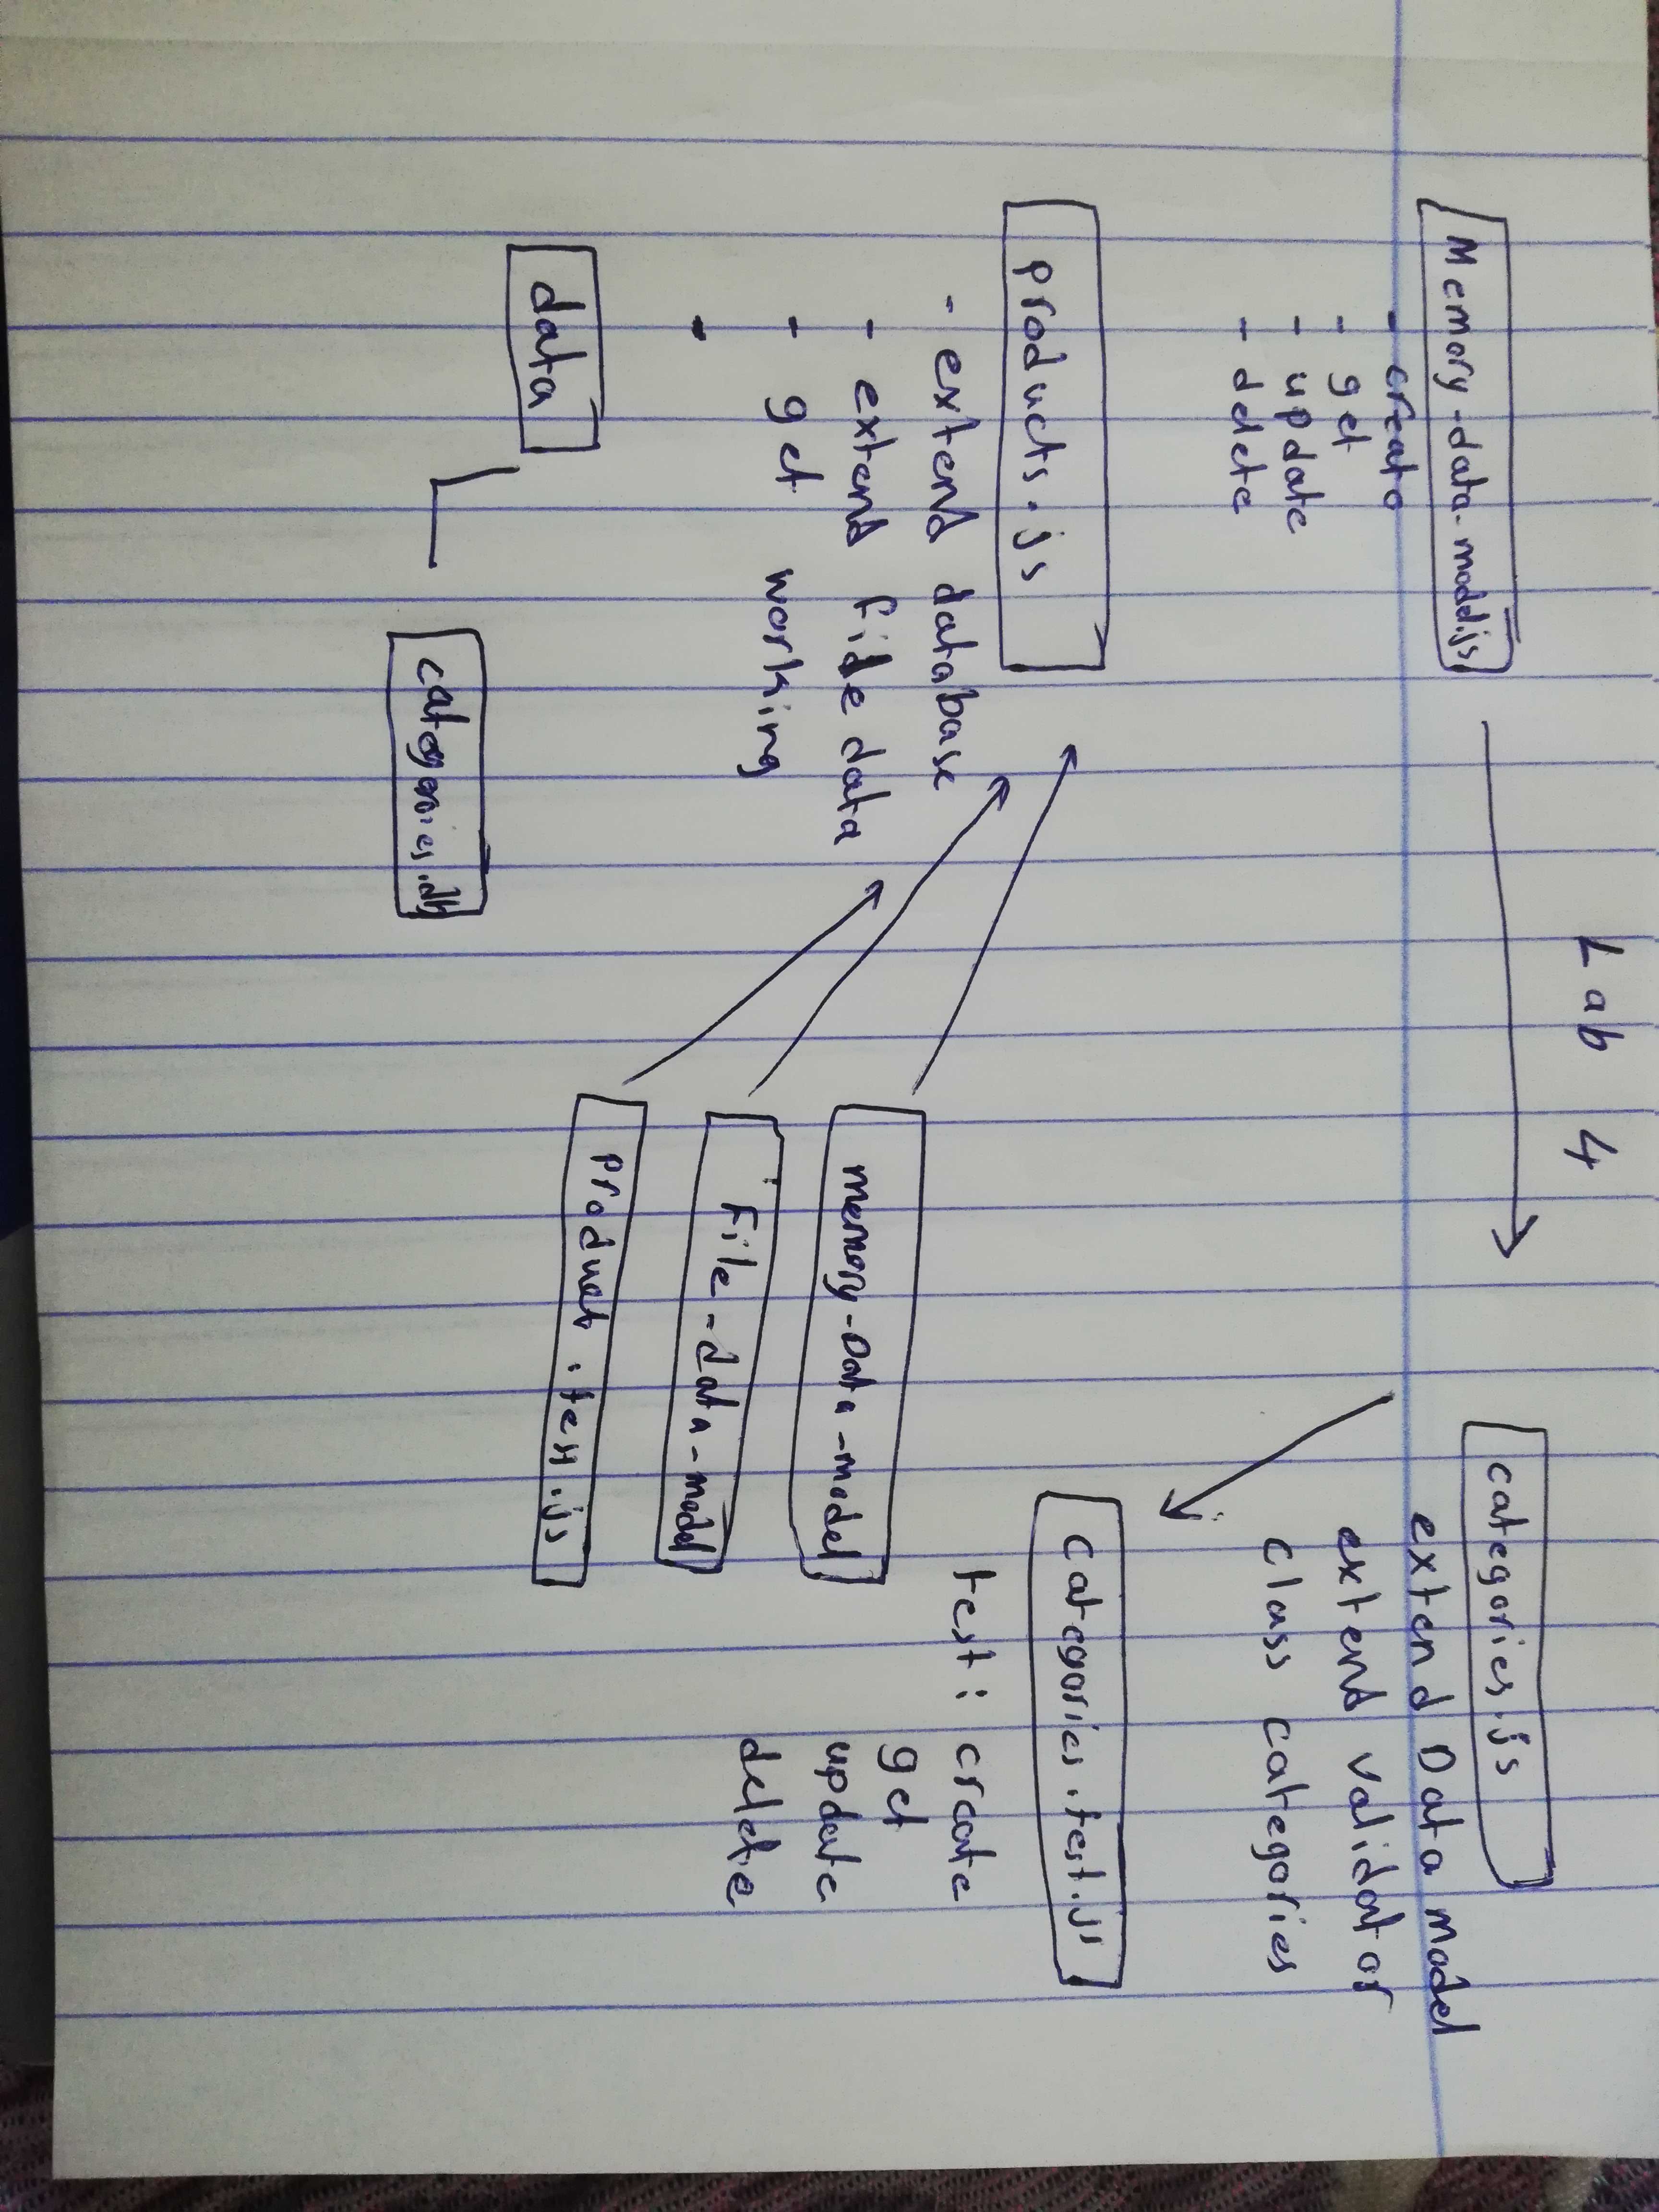 Lab 4
Memory-data-model.js
- create
- get
- update
- delete
categories.js
extend Data model
extend validator
class categories
categories.test.js
test: create
get
update
delete
products.js
- extend database
- extend file data
- get working
-
memory-Data-model
File-data-model
product.test.js
data
categories.db